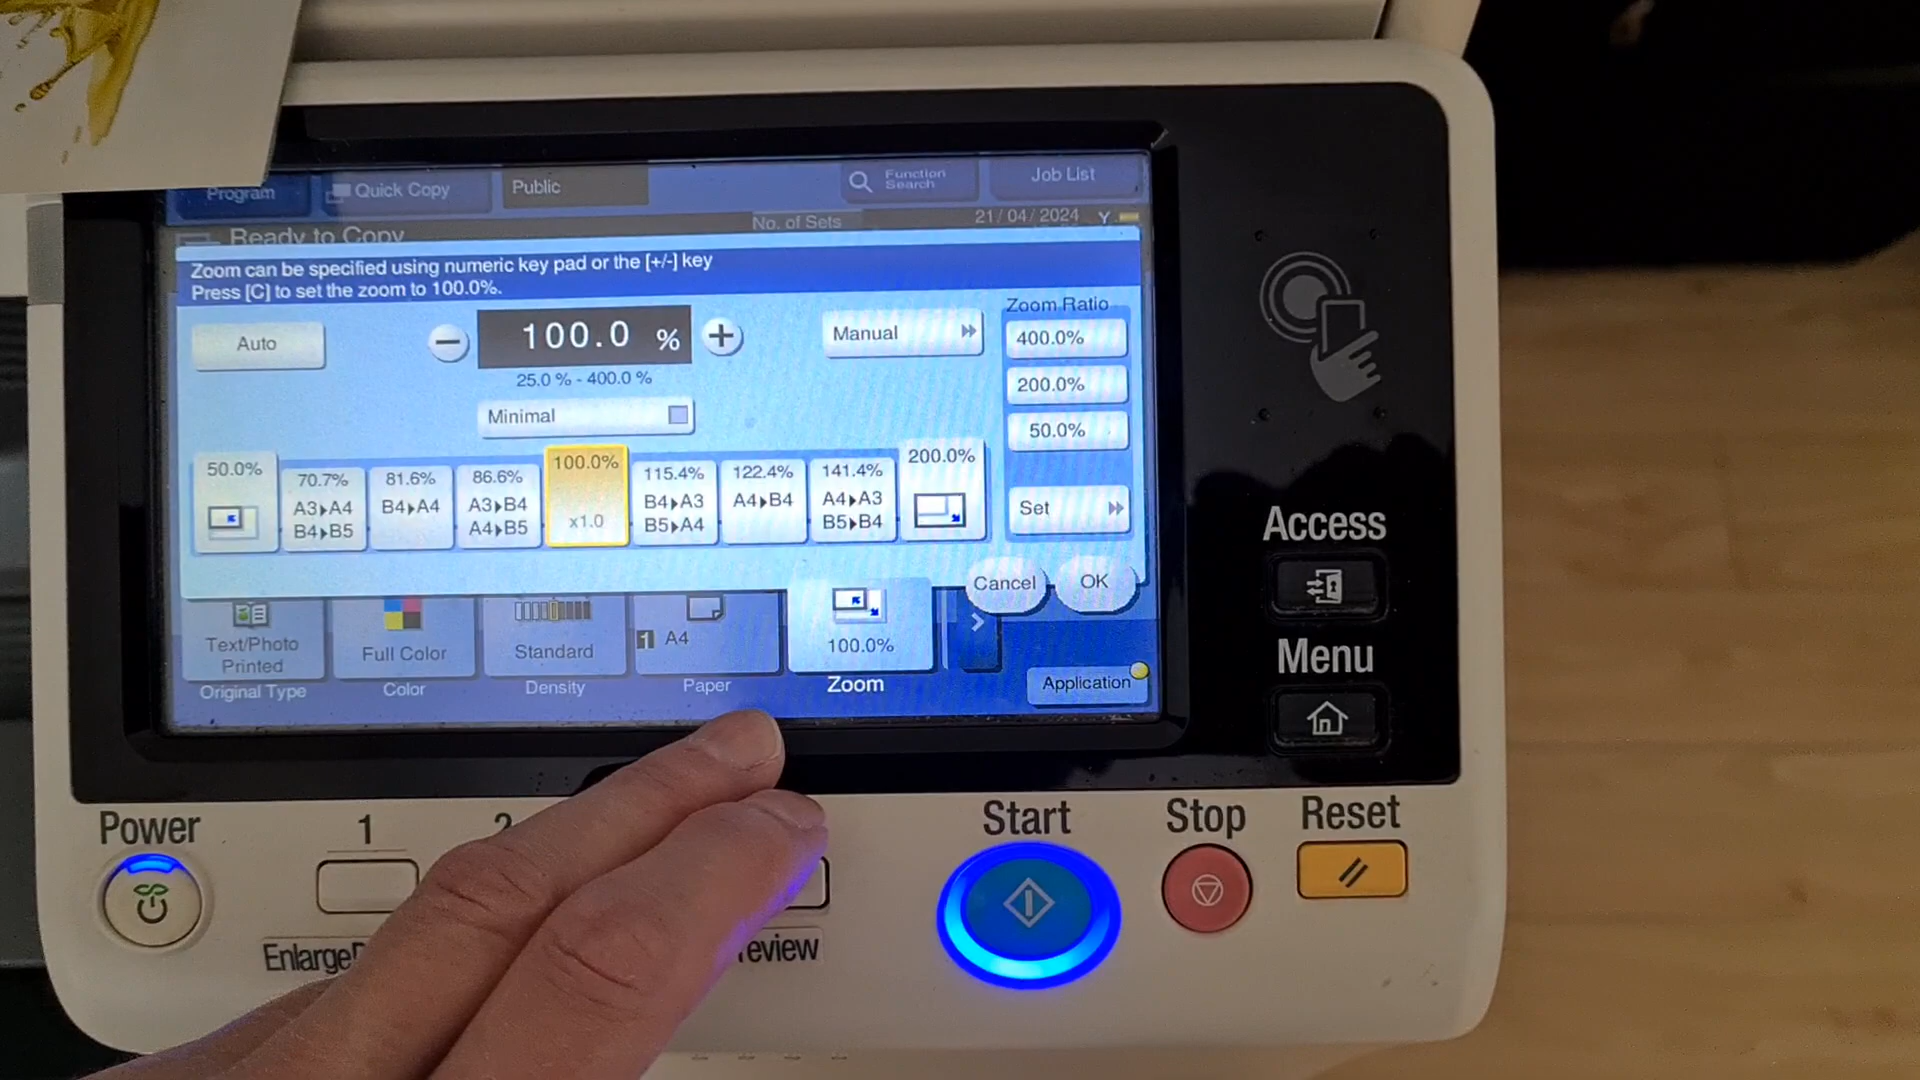 Program
Quick Copy
Public
Function Search
Job List
Ready to Copy
No. of Sets
21/04/2024
Y
Zoom can be specified using numeric key pad or the [+/-] key
Press [C] to set the zoom to 100.0%.
Auto
100.0 %
25.0 % - 400.0 %
Minimal
Manual
Zoom Ratio
400.0%
200.0%
50.0%
Set
50.0%
70.7%
A3▸A4
B4▸B5
81.6%
B4▸A4
86.6%
A3▸B4
A4▸B5
100.0%
x1.0
115.4%
B4▸A3
B5▸A4
122.4%
A4▸B4
141.4%
A4▸A3
B5▸B4
200.0%
Cancel
OK
Text/Photo
Printed
Original Type
Full Color
Color
Standard
Density
1 A4
Paper
100.0%
Zoom
Application
Access
Menu
Power
1
2
Start
Stop
Reset